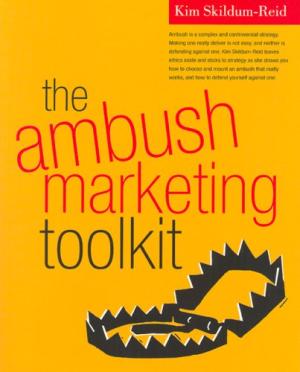 Kim Skildum-Reid
Ambush is a complex and controversial strategy.
Making one really deliver is not easy, and neither is
defending against one. Kim Skildum-Reid leaves
ethics aside and sticks to strategy as she shows you
how to choose and mount an ambush that really
works, and how to defend yourself against one.
the
ambush
marketing
toolkit